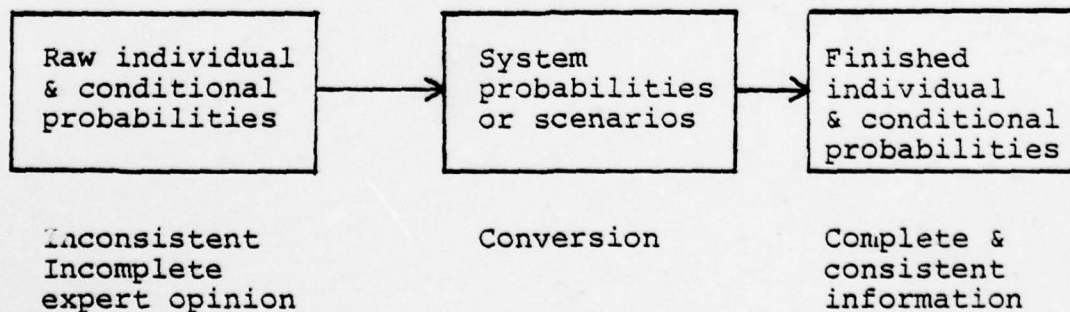 Raw individual
& conditional
probabilities
System
probabilities
or scenarios
Finished
individual
& conditional
probabilities
Inconsistent
Incomplete
expert opinion
Conversion
Complete &
consistent
information